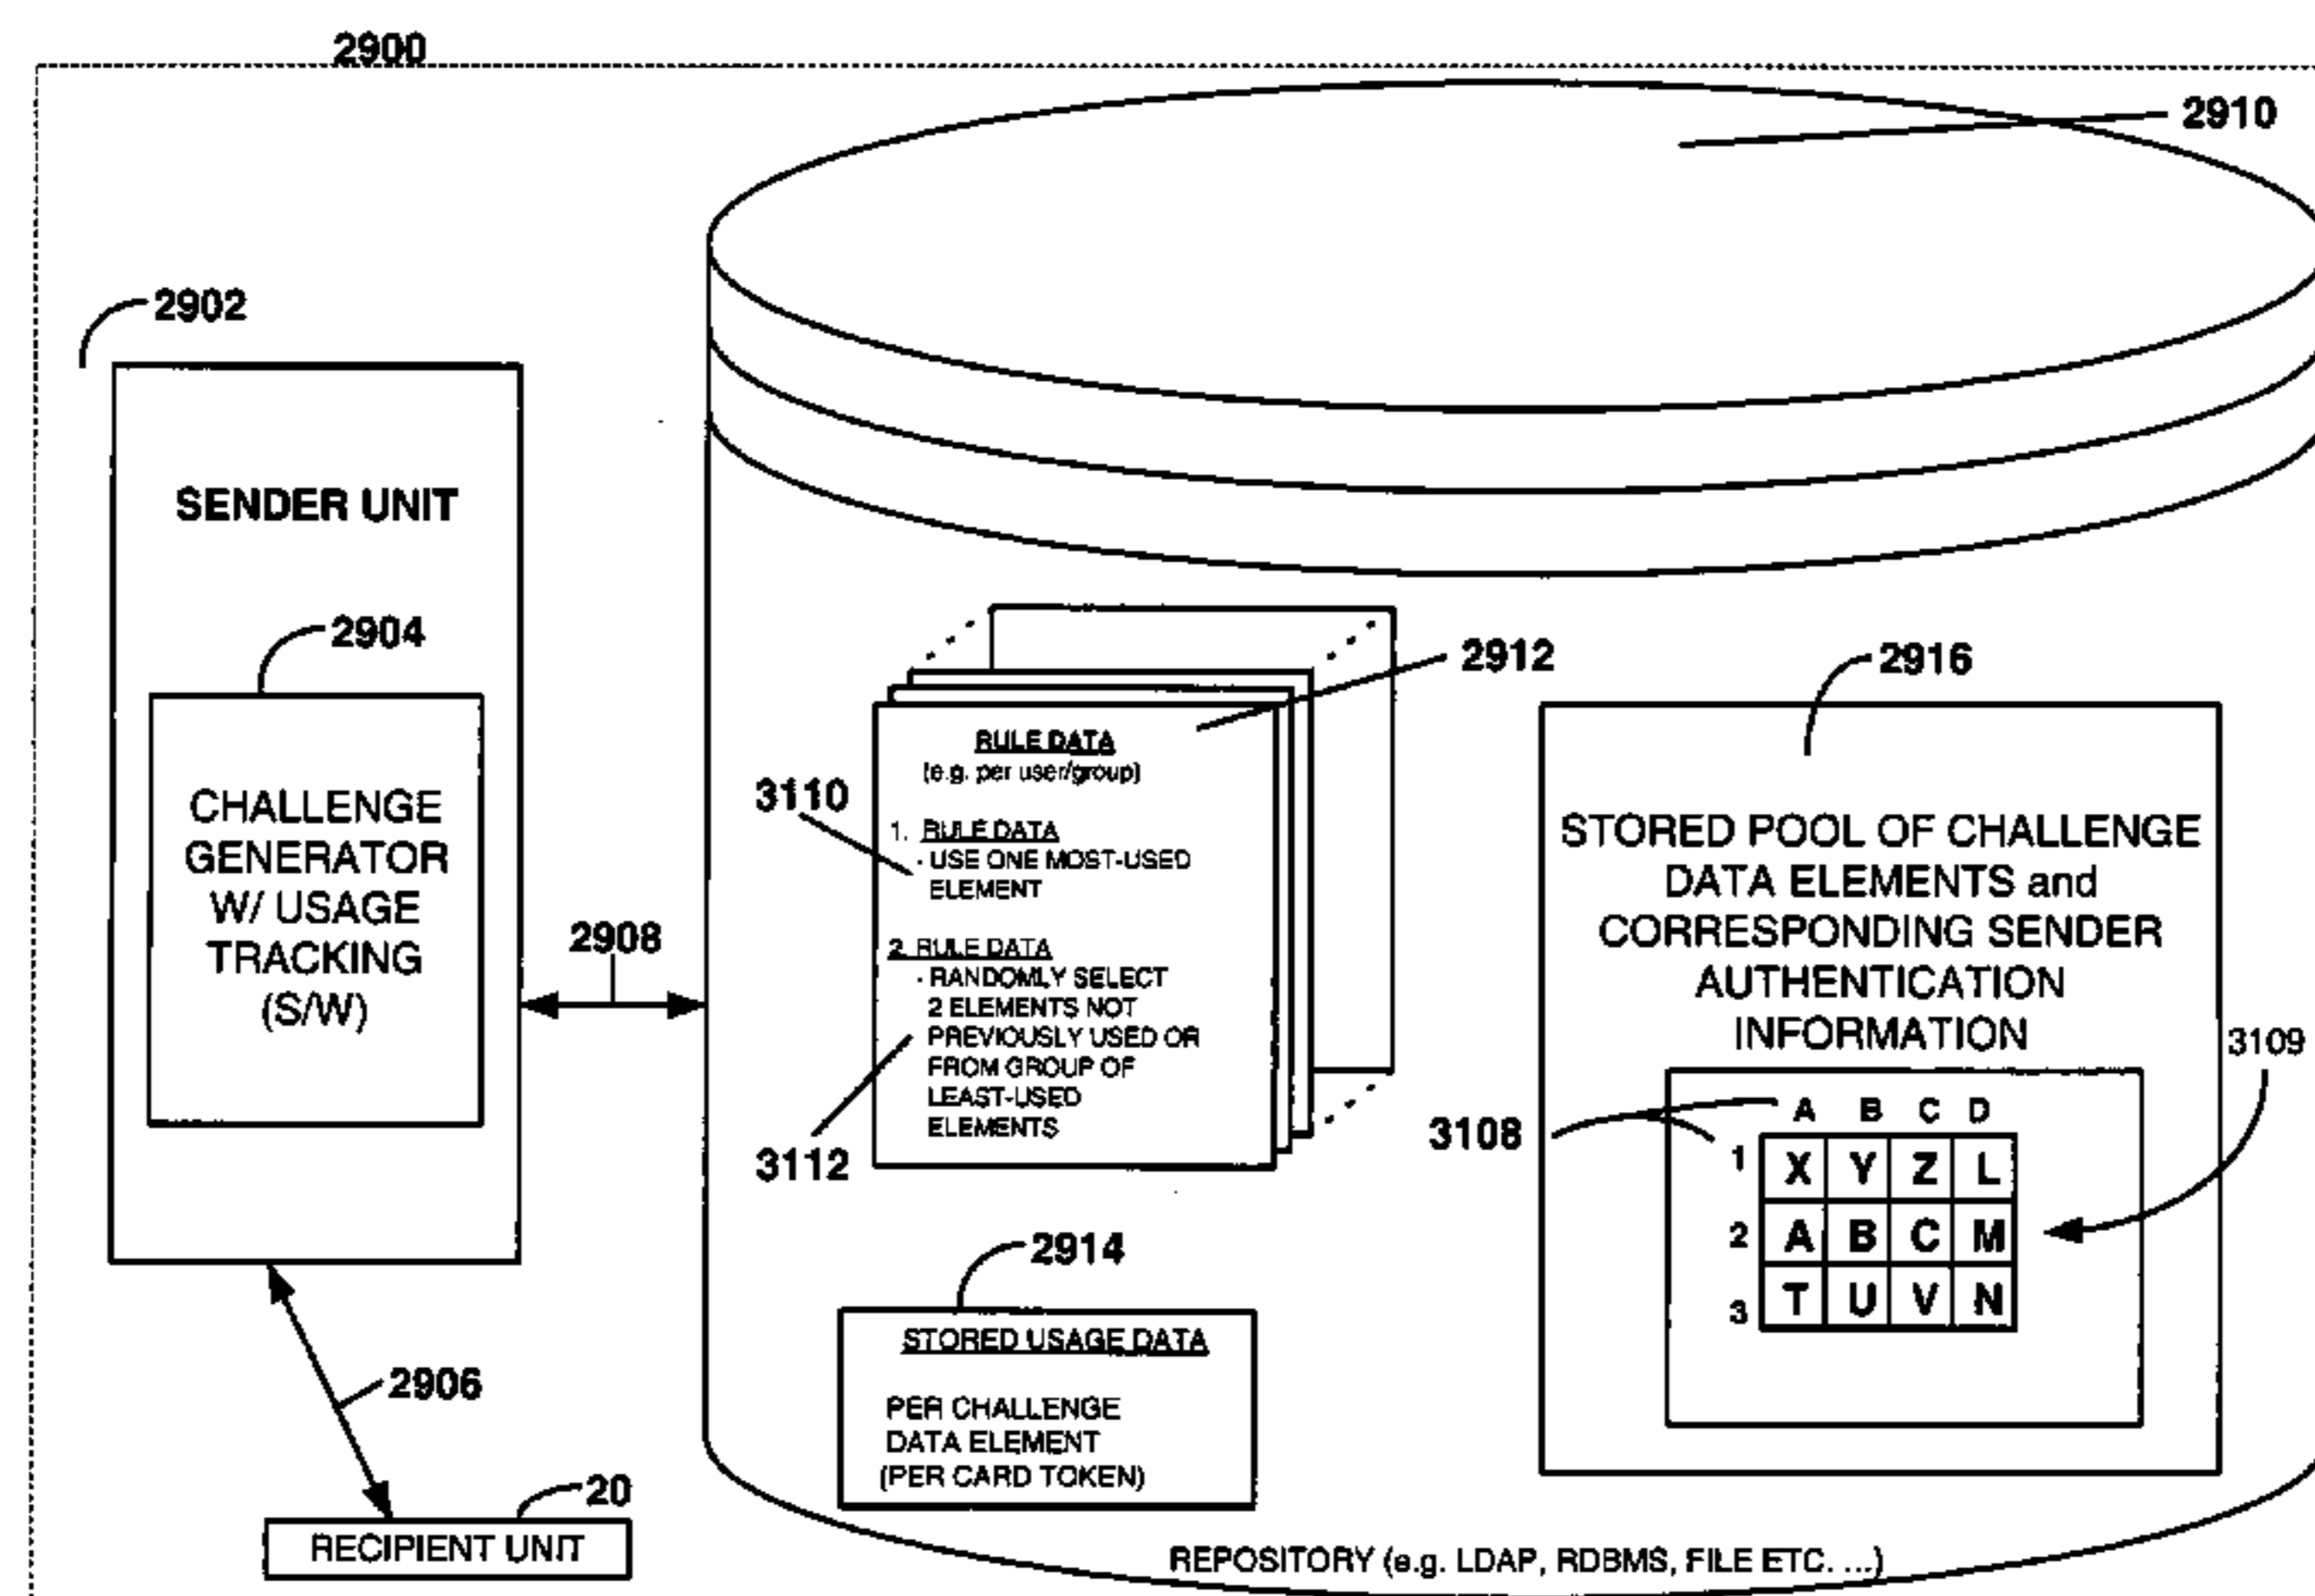 2900
2910
2902
SENDER UNIT
2904
CHALLENGE
GENERATOR
W/ USAGE
TRACKING
(S/W)
2908
2906
20
RECIPIENT UNIT
2912
RULE DATA
(e.g. per user/group)
3110
1. RULE DATA
- USE ONE MOST-USED
ELEMENT
2. RULE DATA
- RANDOMLY SELECT
2 ELEMENTS NOT
PREVIOUSLY USED OR
FROM GROUP OF
LEAST-USED
ELEMENTS
3112
2914
STORED USAGE DATA
PER CHALLENGE
DATA ELEMENT
(PER CARD TOKEN)
2916
STORED POOL OF CHALLENGE
DATA ELEMENTS and
CORRESPONDING SENDER
AUTHENTICATION
INFORMATION
3109
3108
A B C D
1 X Y Z L
2 A B C M
3 T U V N
REPOSITORY (e.g. LDAP, RDBMS, FILE ETC. ...)